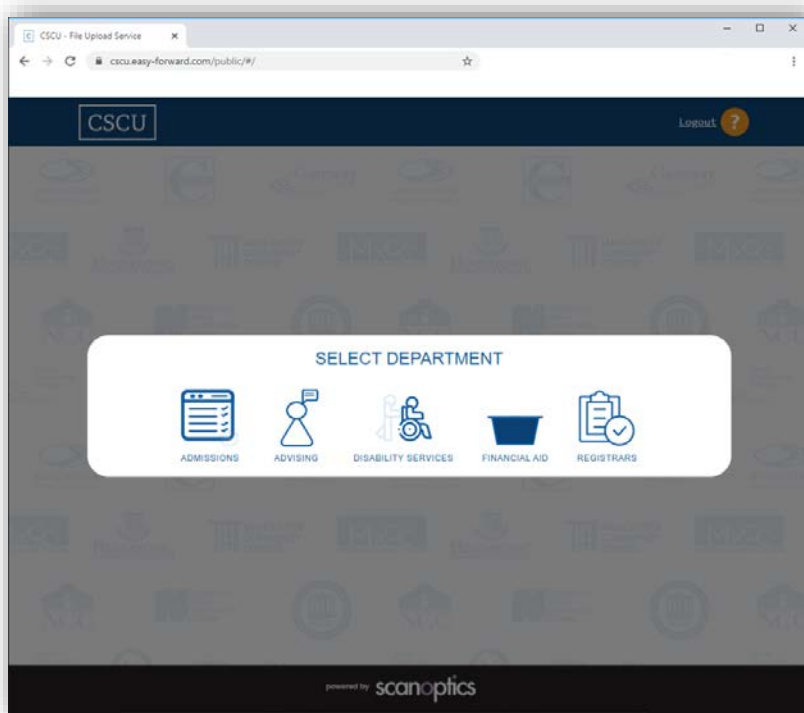 CSCU - File Upload Service
cscu.easy-forward.com/public/#/
CSCU
Logout ?
SELECT DEPARTMENT
ADMISSIONS ADVISING DISABILITY SERVICES FINANCIAL AID REGISTRARS
powered by scanoptics